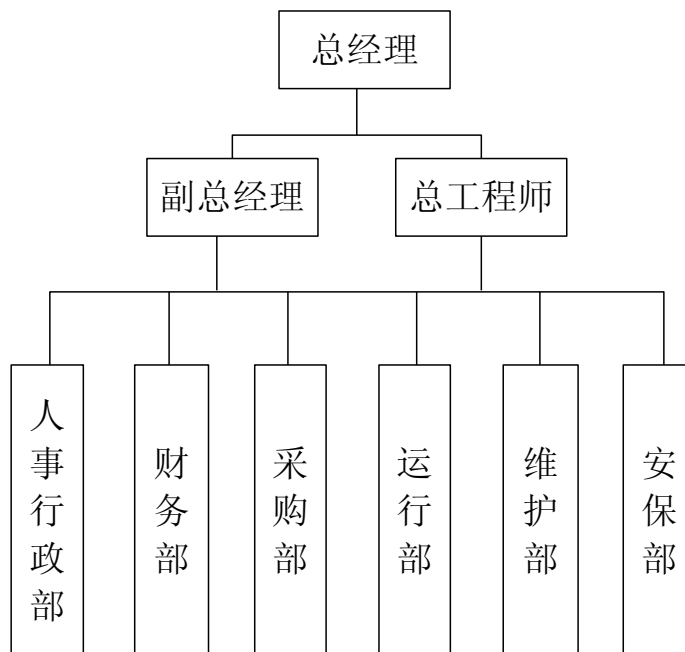 总经理
副总经理
总工程师
人事行政部
财务部
采购部
运行部
维护部
安保部